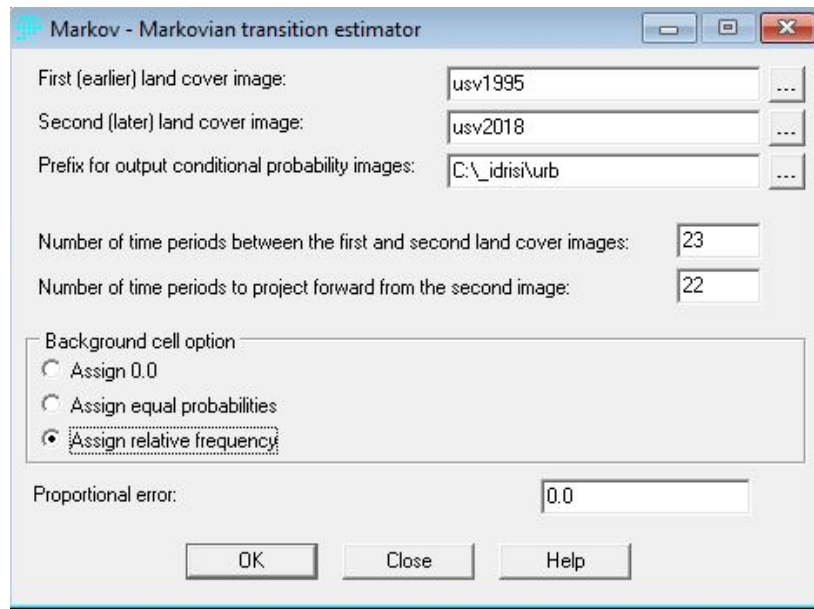 Markov - Markovian transition estimator
First (earlier) land cover image: usv1995 ...
Second (later) land cover image: usv2018 ...
Prefix for output conditional probability images: C:\_idrisi\urb ...
Number of time periods between the first and second land cover images: 23
Number of time periods to project forward from the second image: 22
Background cell option
Assign 0.0
Assign equal probabilities
Assign relative frequency
Proportional error: 0.0
OK Close Help